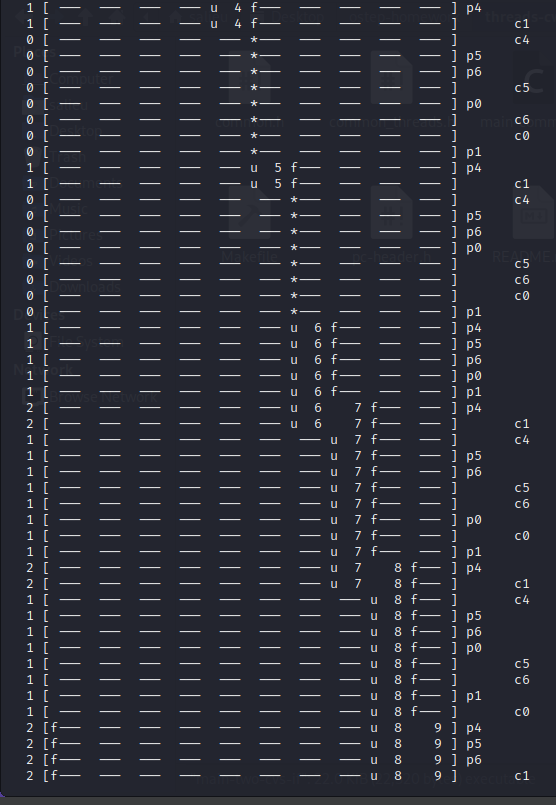 1 [ --- --- --- --- u 4 f--- --- --- --- --- ] p4
1 [ --- --- --- --- u 4 f--- --- --- --- --- ] c1
0 [ --- --- --- --- --- *--- --- --- --- --- ] c4
0 [ --- --- --- --- --- *--- --- --- --- --- ] p5
0 [ --- --- --- --- --- *--- --- --- --- --- ] p6
0 [ --- --- --- --- --- *--- --- --- --- --- ] c5
0 [ --- --- --- --- --- *--- --- --- --- --- ] p0
0 [ --- --- --- --- --- *--- --- --- --- --- ] c6
0 [ --- --- --- --- --- *--- --- --- --- --- ] c0
0 [ --- --- --- --- --- *--- --- --- --- --- ] p1
1 [ --- --- --- --- --- u 5 f--- --- --- --- ] p4
1 [ --- --- --- --- --- u 5 f--- --- --- --- ] c1
0 [ --- --- --- --- --- --- *--- --- --- --- ] c4
0 [ --- --- --- --- --- --- *--- --- --- --- ] p5
0 [ --- --- --- --- --- --- *--- --- --- --- ] p6
0 [ --- --- --- --- --- --- *--- --- --- --- ] p0
0 [ --- --- --- --- --- --- *--- --- --- --- ] c5
0 [ --- --- --- --- --- --- *--- --- --- --- ] c6
0 [ --- --- --- --- --- --- *--- --- --- --- ] c0
0 [ --- --- --- --- --- --- *--- --- --- --- ] p1
1 [ --- --- --- --- --- --- u 6 f--- --- --- ] p4
1 [ --- --- --- --- --- --- u 6 f--- --- --- ] p5
1 [ --- --- --- --- --- --- u 6 f--- --- --- ] p6
1 [ --- --- --- --- --- --- u 6 f--- --- --- ] p0
1 [ --- --- --- --- --- --- u 6 f--- --- --- ] p1
2 [ --- --- --- --- --- --- u 6 7 f--- --- ] p4
2 [ --- --- --- --- --- --- u 6 7 f--- --- ] c1
1 [ --- --- --- --- --- --- --- u 7 f--- --- ] c4
1 [ --- --- --- --- --- --- --- u 7 f--- --- ] p5
1 [ --- --- --- --- --- --- --- u 7 f--- --- ] p6
1 [ --- --- --- --- --- --- --- u 7 f--- --- ] c5
1 [ --- --- --- --- --- --- --- u 7 f--- --- ] c6
1 [ --- --- --- --- --- --- --- u 7 f--- --- ] p0
1 [ --- --- --- --- --- --- --- u 7 f--- --- ] c0
1 [ --- --- --- --- --- --- --- u 7 f--- --- ] p1
2 [ --- --- --- --- --- --- --- u 7 8 f--- ] p4
2 [ --- --- --- --- --- --- --- u 7 8 f--- ] c1
1 [ --- --- --- --- --- --- --- --- u 8 f--- ] c4
1 [ --- --- --- --- --- --- --- --- u 8 f--- ] p5
1 [ --- --- --- --- --- --- --- --- u 8 f--- ] p6
1 [ --- --- --- --- --- --- --- --- u 8 f--- ] p0
1 [ --- --- --- --- --- --- --- --- u 8 f--- ] c5
1 [ --- --- --- --- --- --- --- --- u 8 f--- ] c6
1 [ --- --- --- --- --- --- --- --- u 8 f--- ] p1
1 [ --- --- --- --- --- --- --- --- u 8 f--- ] c0
2 [f--- --- --- --- --- --- --- --- u 8 9 ] p4
2 [f--- --- --- --- --- --- --- --- u 8 9 ] p5
2 [f--- --- --- --- --- --- --- --- u 8 9 ] p6
2 [f--- --- --- --- --- --- --- --- u 8 9 ] c1